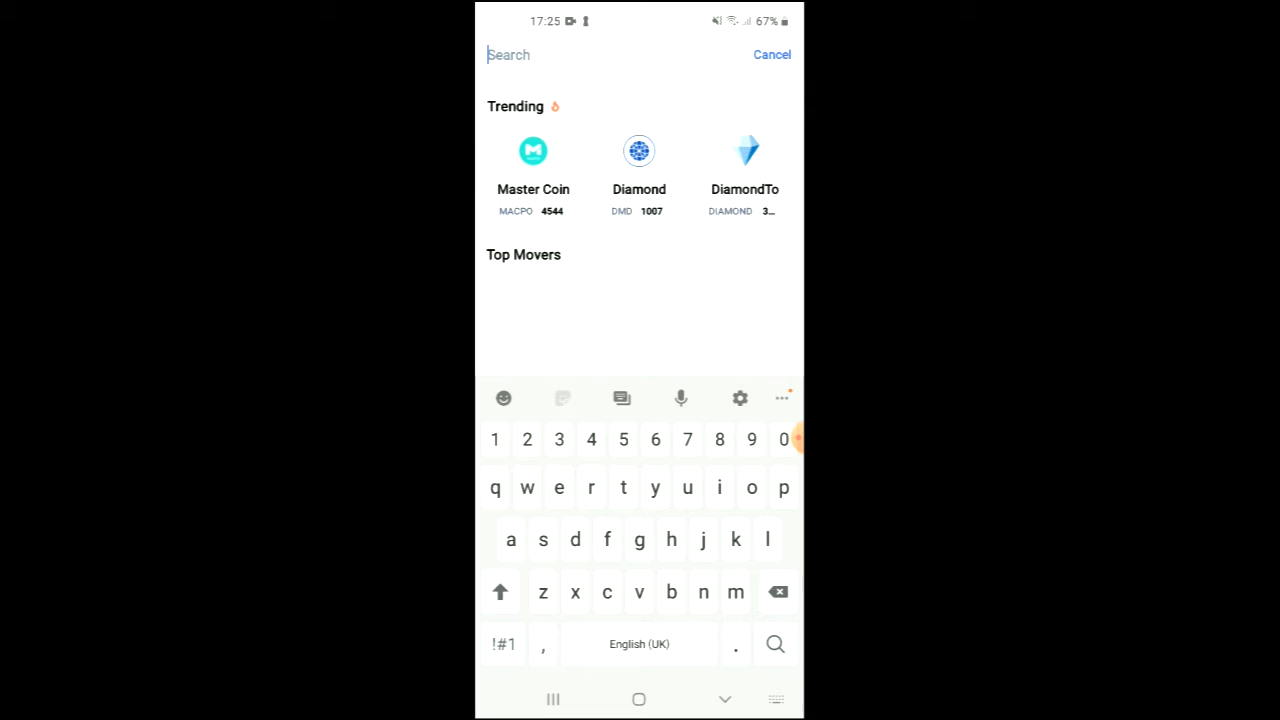 17:25 67%
Search Cancel
Trending
Master Coin Diamond DiamondTo
MACPO 4544 DMD 1007 DIAMOND 3...
Top Movers
1 2 3 4 5 6 7 8 9 0
q w e r t y u i o p
a s d f g h j k l
z x c v b n m
!#1 , English (UK) .